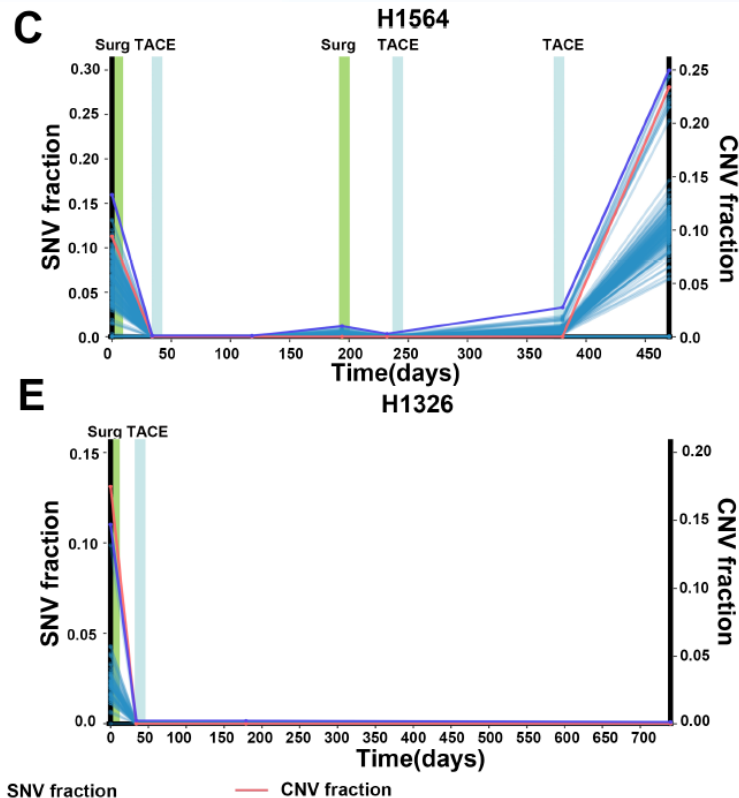 C
H1564
Surg TACE Surg TACE TACE
0.30
0.25
0.20
0.15
0.10
0.05
0.0
SNV fraction
0.25
0.20
0.15
0.10
0.05
0.0
CNV fraction
0 50 100 150 200 250 300 350 400 450
Time(days)
E
H1326
Surg TACE
0.15
0.10
0.05
0.0
SNV fraction
0.20
0.15
0.10
0.05
0.00
CNV fraction
0 50 100 150 200 250 300 350 400 450 500 550 600 650 700
Time(days)
SNV fraction CNV fraction